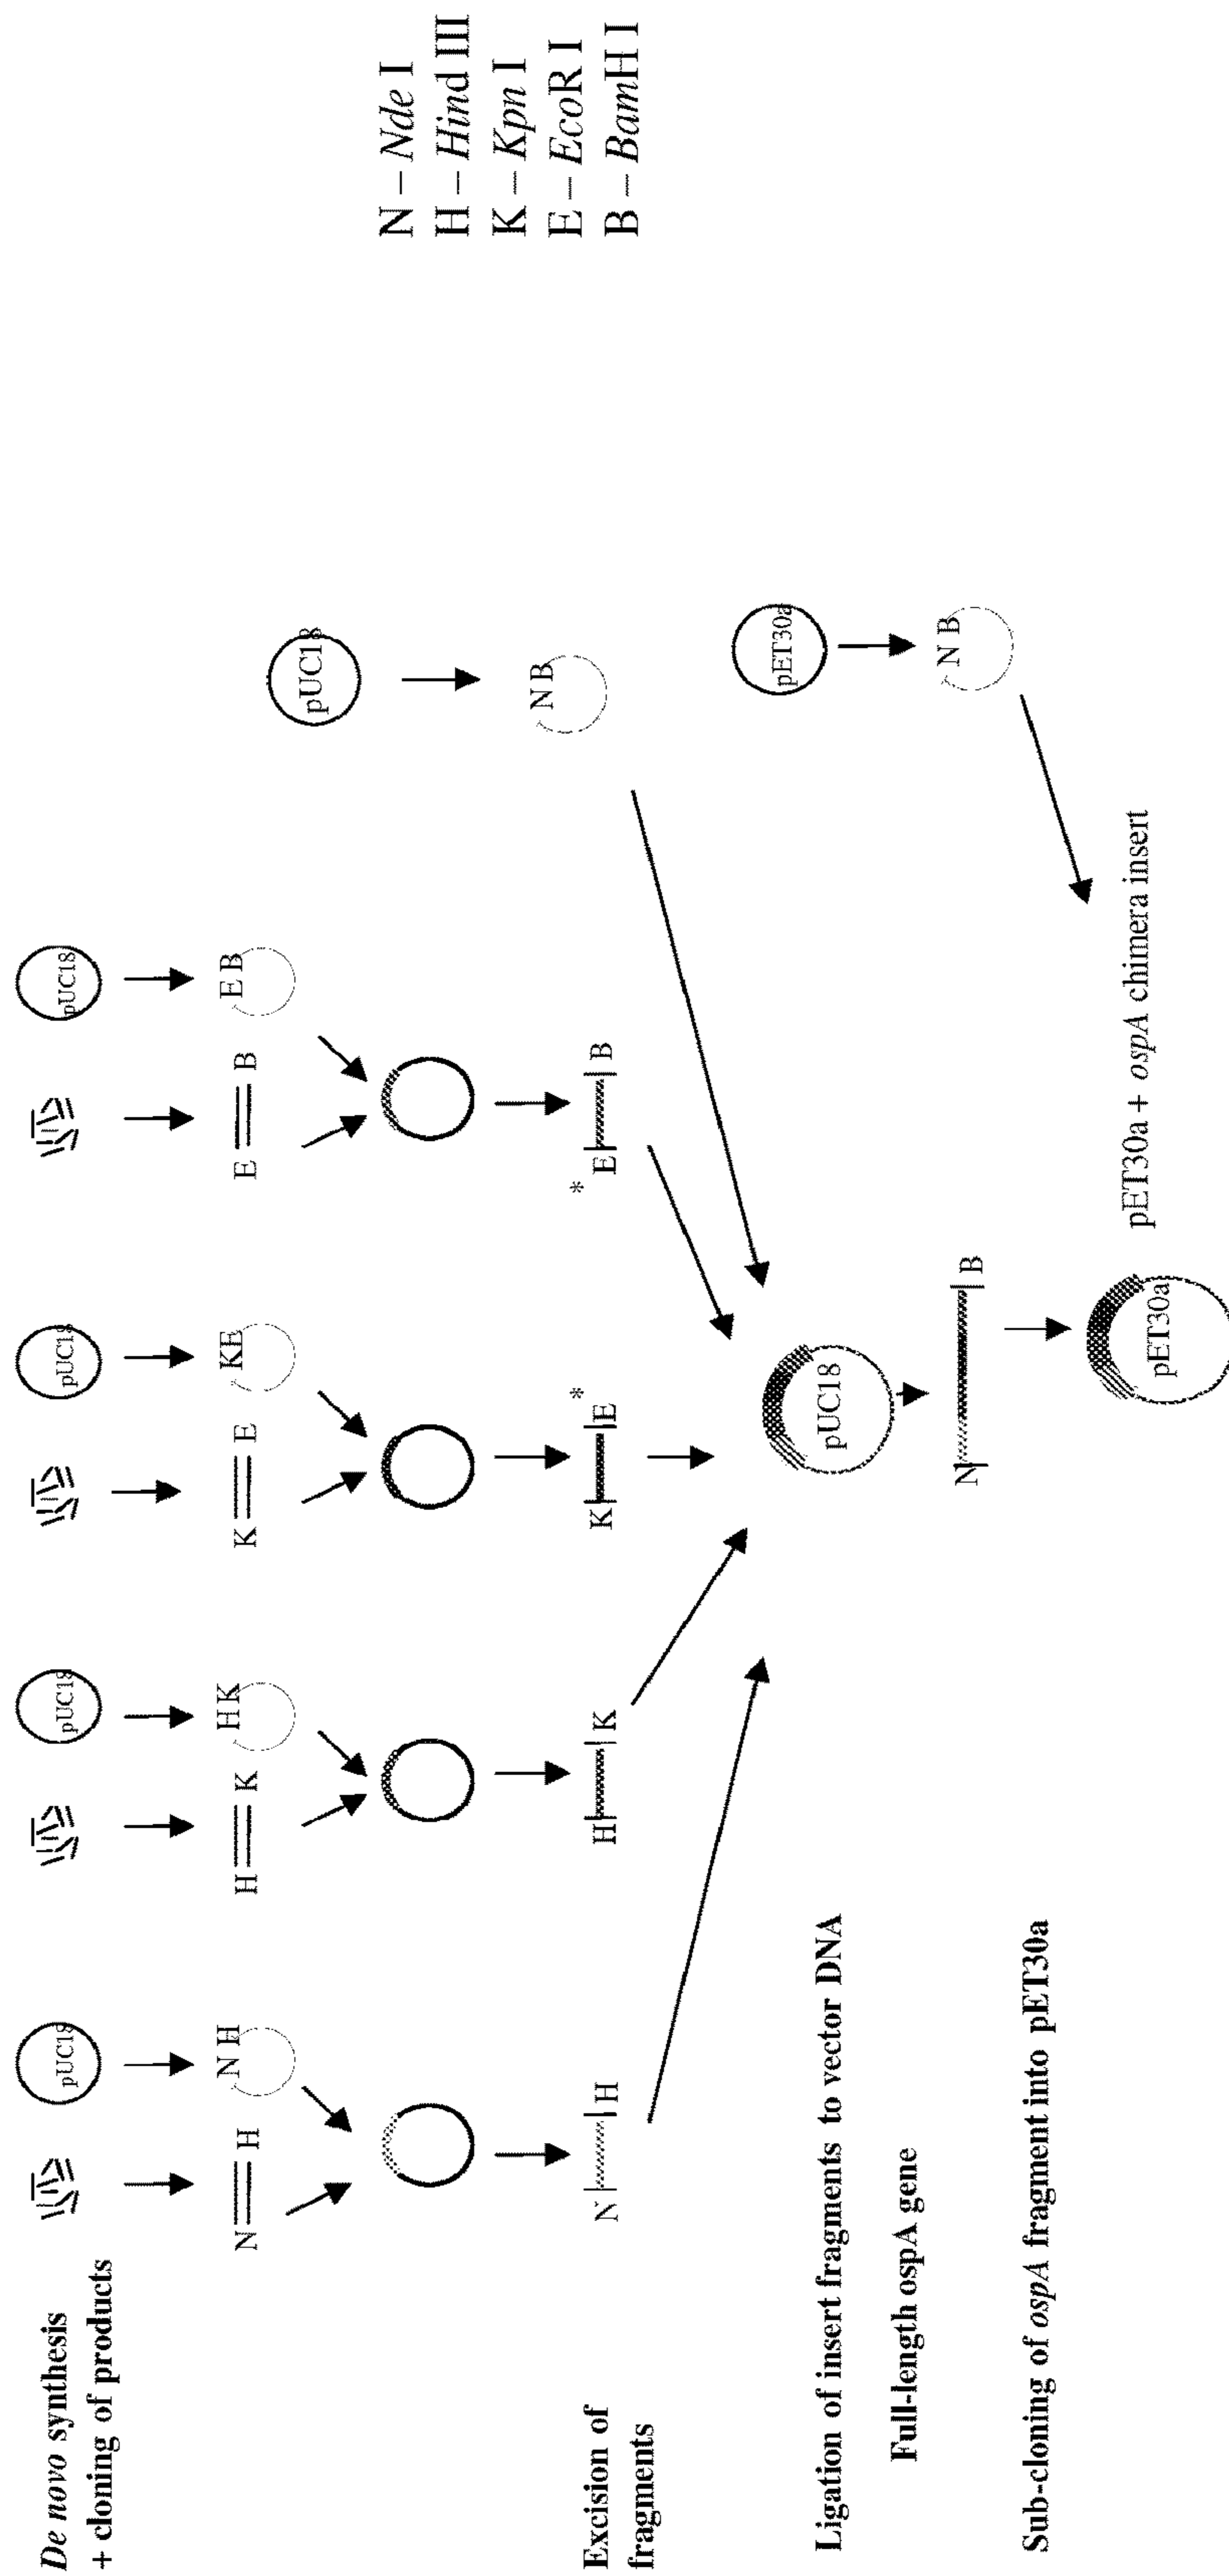 De novo synthesis
+ cloning of products
pUC18
pUC18
pUC18
pUC18
N H
N H
H K
HK
K E
KE
E B
E B
pUC18
N B
Excision of
fragments
N H
H K
K E *
* E B
Ligation of insert fragments to vector DNA
Full-length ospA gene
pUC18
N B
pET30a
N B
Sub-cloning of ospA fragment into pET30a
pET30a
pET30a + ospA chimera insert
N – Nde I
H – Hind III
K – Kpn I
E – EcoR I
B – BamH I